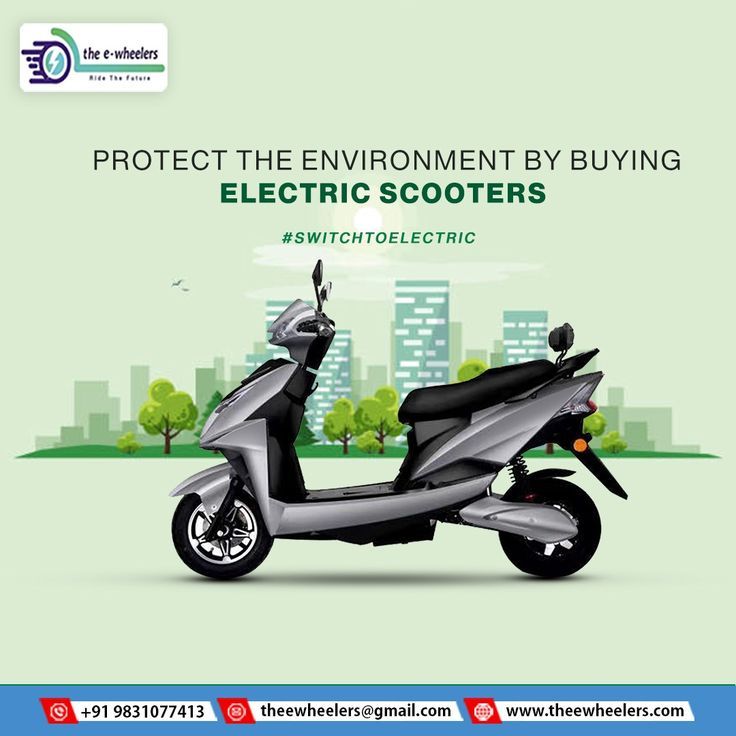 the e-wheelers
Ride The Future
PROTECT THE ENVIRONMENT BY BUYING
ELECTRIC SCOOTERS
#SWITCHTOELECTRIC
+91 9831077413 theewheelers@gmail.com www.theewheelers.com